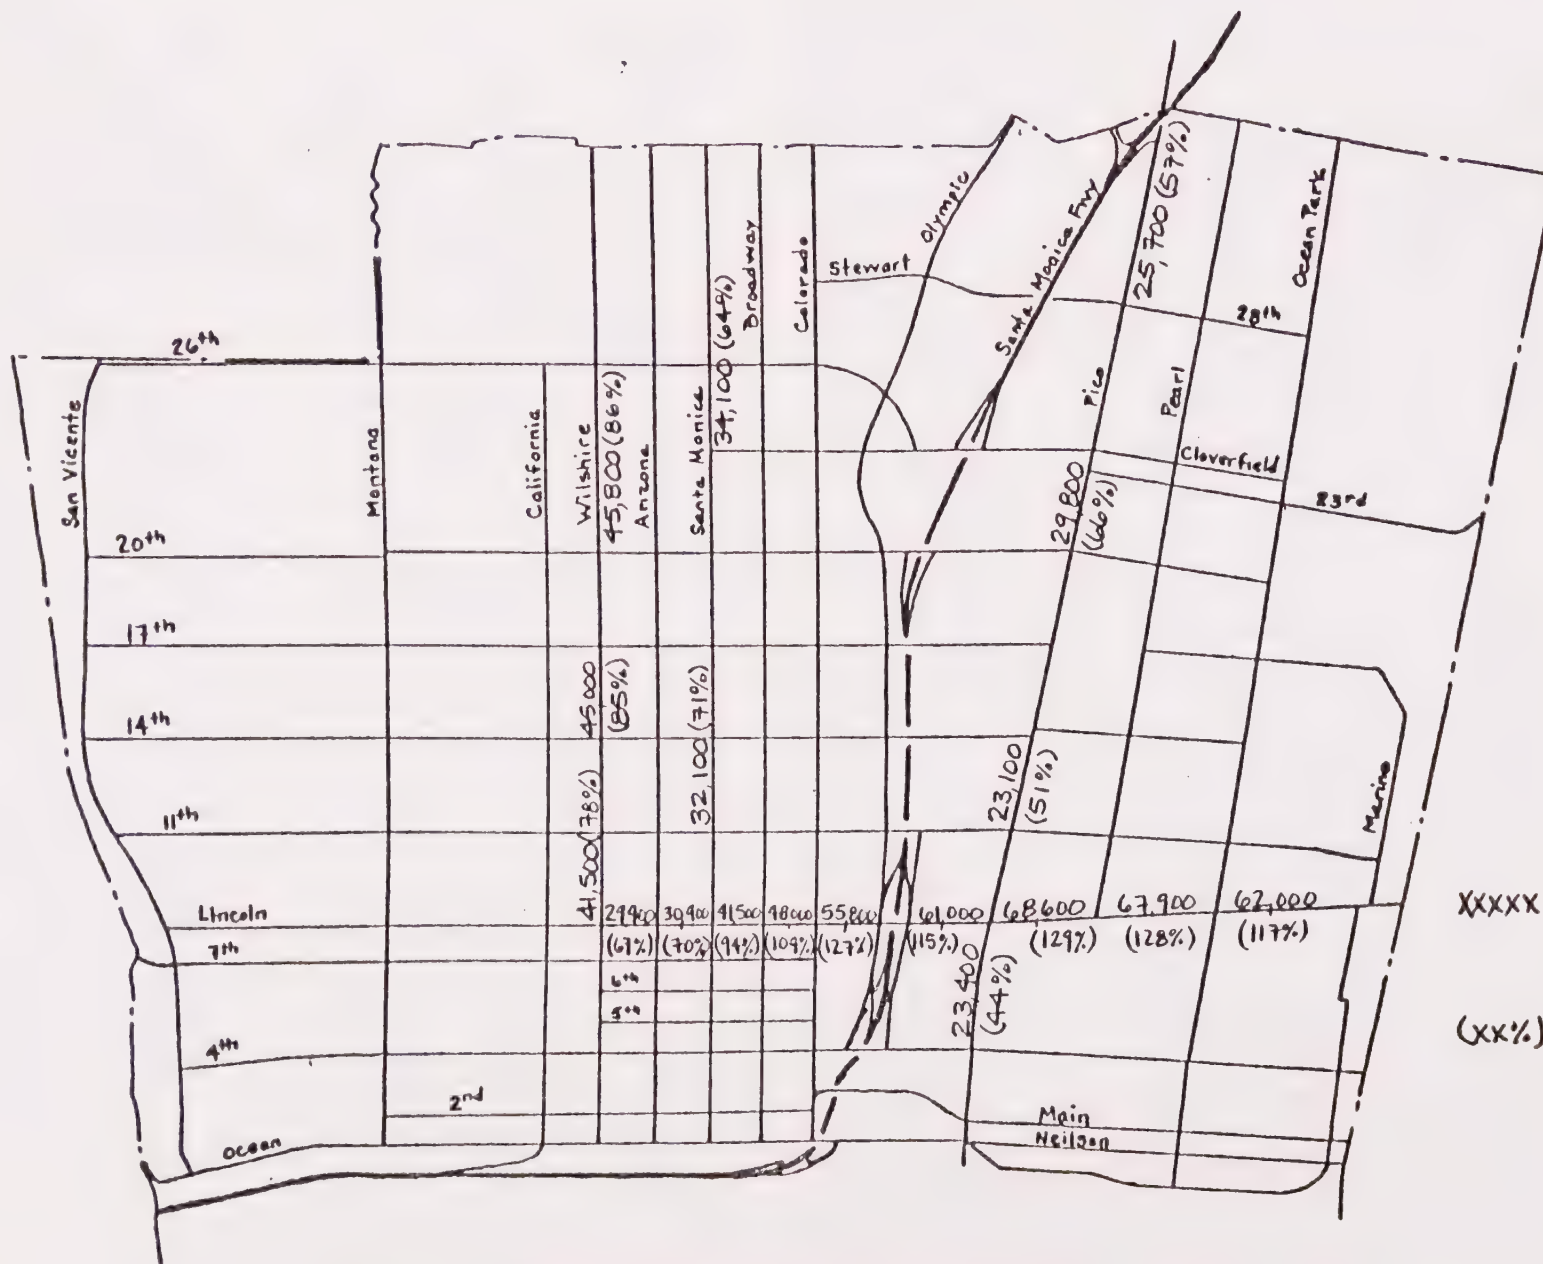 Olympic
Santa Monica Frwy
25,700 (57%)
Ocean Park
Stewart
28th
Broadway
Colorado
34,100 (64%)
26th
San Vicente
Montana
California
Wilshire
45,800 (86%)
Arizona
Santa Monica
Pico
Pearl
Cloverfield
23rd
29,800
(66%)
20th
17th
45,000
(85%)
32,100 (71%)
14th
23,100
(51%)
Marine
11th
41,500 (78%)
Lincoln
30,900
41,500
48,000
55,800
61,000
68,600
67,900
62,000
XXXXX
7th
(67%)
(70%)
(94%)
(109%)
(127%)
(115%)
(129%)
(128%)
(117%)
6th
5th
23,400
(44%)
(XX%)
4th
2nd
Main
Neilson
Ocean